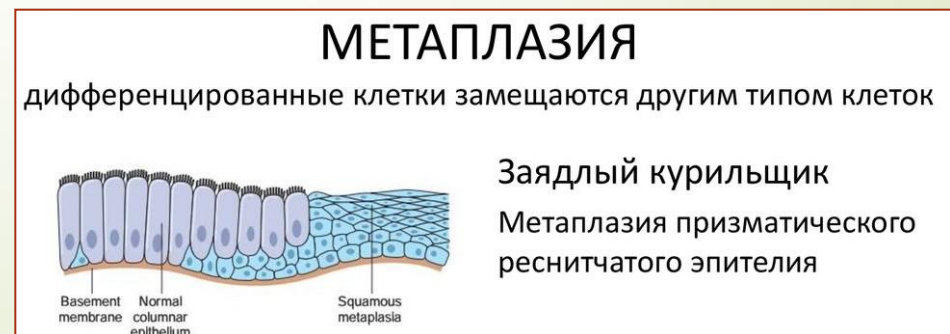 МЕТАПЛАЗИЯ
дифференцированные клетки замещаются другим типом клеток
Заядлый курильщик
Метаплазия призматического
реснитчатого эпителия
Basement
membrane
Normal
columnar
epithelium
Squamous
metaplasia